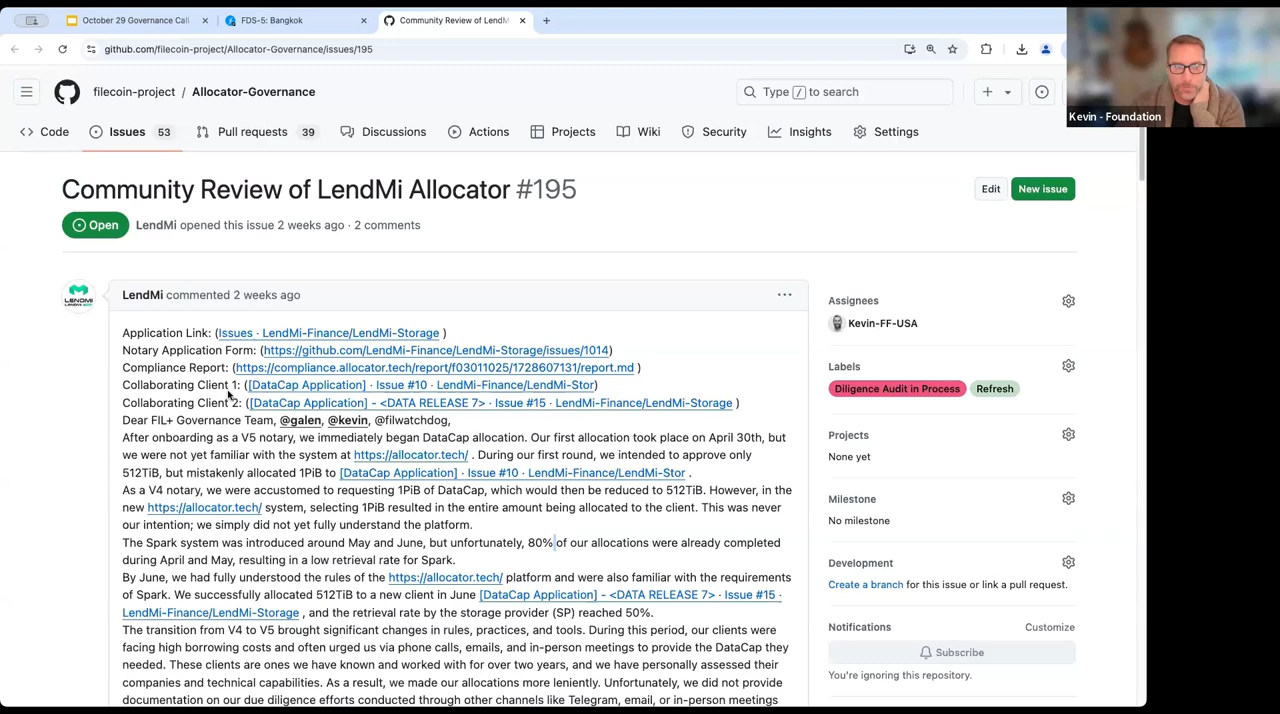 October 29 Governance Call
FDS-5: Bangkok
Community Review of LendM
github.com/filecoin-project/Allocator-Governance/issues/195
filecoin-project / Allocator-Governance
Type / to search
Kevin - Foundation
Code
Issues 53
Pull requests 39
Discussions
Actions
Projects
Wiki
Security
Insights
Settings
Community Review of LendMi Allocator #195
Edit
New issue
Open
LendMi opened this issue 2 weeks ago · 2 comments
LendMi commented 2 weeks ago
Application Link: (Issues · LendMi-Finance/LendMi-Storage )
Notary Application Form: (https://github.com/LendMi-Finance/LendMi-Storage/issues/1014)
Compliance Report: (https://compliance.allocator.tech/report/f03011025/1728607131/report.md )
Collaborating Client 1: ([DataCap Application] · Issue #10 · LendMi-Finance/LendMi-Stor)
Collaborating Client 2: ([DataCap Application] - <DATA RELEASE 7> · Issue #15 · LendMi-Finance/LendMi-Storage )
Dear FIL+ Governance Team, @galen, @kevin, @filwatchdog,
After onboarding as a V5 notary, we immediately began DataCap allocation. Our first allocation took place on April 30th, but
we were not yet familiar with the system at https://allocator.tech/ . During our first round, we intended to approve only
512TiB, but mistakenly allocated 1PiB to [DataCap Application] · Issue #10 · LendMi-Finance/LendMi-Stor .
As a V4 notary, we were accustomed to requesting 1PiB of DataCap, which would then be reduced to 512TiB. However, in the
new https://allocator.tech/ system, selecting 1PiB resulted in the entire amount being allocated to the client. This was never
our intention; we simply did not yet fully understand the platform.
The Spark system was introduced around May and June, but unfortunately, 80% of our allocations were already completed
during April and May, resulting in a low retrieval rate for Spark.
By June, we had fully understood the rules of the https://allocator.tech/ platform and were also familiar with the requirements
of Spark. We successfully allocated 512TiB to a new client in June [DataCap Application] - <DATA RELEASE 7> · Issue #15 ·
LendMi-Finance/LendMi-Storage , and the retrieval rate by the storage provider (SP) reached 50%.
The transition from V4 to V5 brought significant changes in rules, practices, and tools. During this period, our clients were
facing high borrowing costs and often urged us via phone calls, emails, and in-person meetings to provide the DataCap they
needed. These clients are ones we have known and worked with for over two years, and we have personally assessed their
companies and technical capabilities. As a result, we made our allocations more leniently. Unfortunately, we did not provide
documentation on our due diligence efforts conducted through other channels like Telegram, email, or in-person meetings
Assignees
Kevin-FF-USA
Labels
Diligence Audit in Process
Refresh
Projects
None yet
Milestone
No milestone
Development
Create a branch for this issue or link a pull request.
Notifications
Customize
Subscribe
You're ignoring this repository.